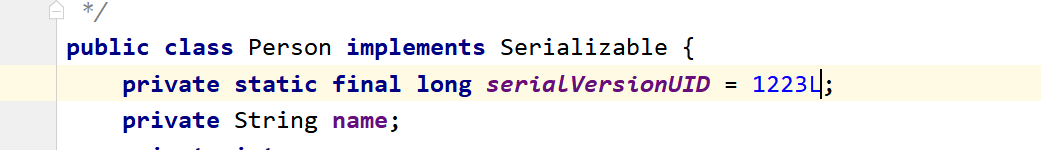 */
public class Person implements Serializable {
private static final long serialVersionUID = 1223L;
private String name;